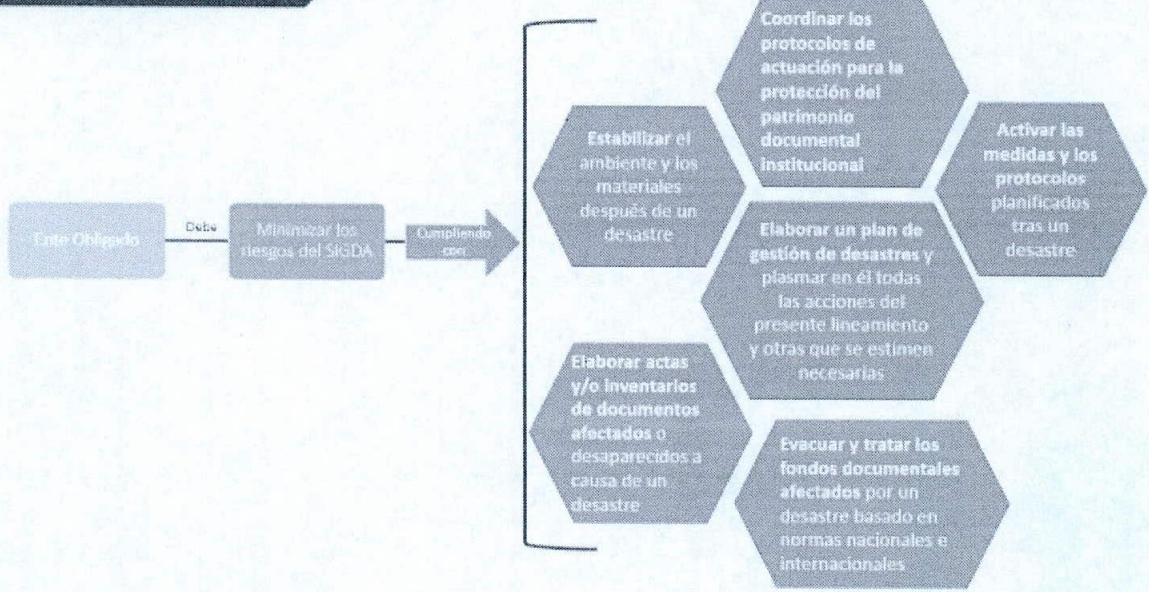 Ente Obligado
Debe
Minimizar los
riesgos del SIGDA
Cumpliendo
con
Coordinar los
protocolos de
actuación para la
protección del
patrimonio
documental
institucional
Estabilizar el
ambiente y los
materiales
después de un
desastre
Activar las
medidas y los
protocolos
planificados
tras un
desastre
Elaborar un plan de
gestión de desastres y
plasmar en él todas
las acciones del
presente lineamiento
y otras que se estimen
necesarias
Elaborar actas
y/o inventarios
de documentos
afectados o
desaparecidos a
causa de un
desastre
Evacuar y tratar los
fondos documentales
afectados por un
desastre basado en
normas nacionales e
internacionales